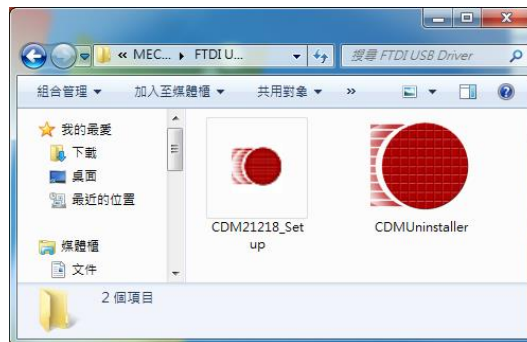 « MEC... ▸ FTDI U...
搜尋 FTDI USB Driver
組合管理 ▼ 加入至媒體櫃 ▼ 共用對象 ▼ »
我的最愛
下載
桌面
最近的位置
媒體櫃
文件
CDM21218_Set
up
CDMUninstaller
2 個項目